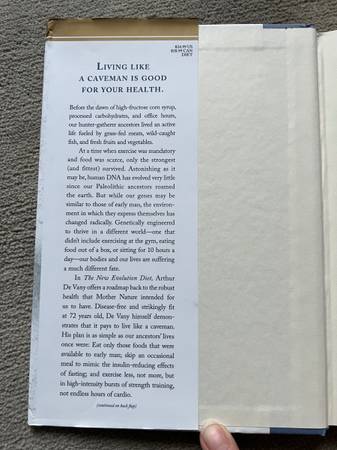 $24.99 US
$28.99 CAN
DIET
LIVING LIKE
A CAVEMAN IS GOOD
FOR YOUR HEALTH.
Before the dawn of high-fructose corn syrup,
processed carbohydrates, and office hours,
our hunter-gatherer ancestors lived an active
life fueled by grass-fed meats, wild-caught
fish, and fresh fruits and vegetables.
At a time when exercise was mandatory
and food was scarce, only the strongest
(and fittest) survived. Astonishing as it
may be, human DNA has evolved very little
since our Paleolithic ancestors roamed
the earth. But while our genes may be
similar to those of early man, the environ-
ment in which they express themselves has
changed radically. Genetically engineered
to thrive in a different world—one that
didn't include exercising at the gym, eating
food out of a box, or sitting for 10 hours a
day—our bodies and our lives are suffering
a much different fate.
In The New Evolution Diet, Arthur
De Vany offers a roadmap back to the robust
health that Mother Nature intended for
us to have. Disease-free and strikingly fit
at 72 years old, De Vany himself demon-
strates that it pays to live like a caveman.
His plan is as simple as our ancestors' lives
once were: Eat only those foods that were
available to early man; skip an occasional
meal to mimic the insulin-reducing effects
of fasting; and exercise less, not more, but
in high-intensity bursts of strength training,
not endless hours of cardio.
(continued on back flap)